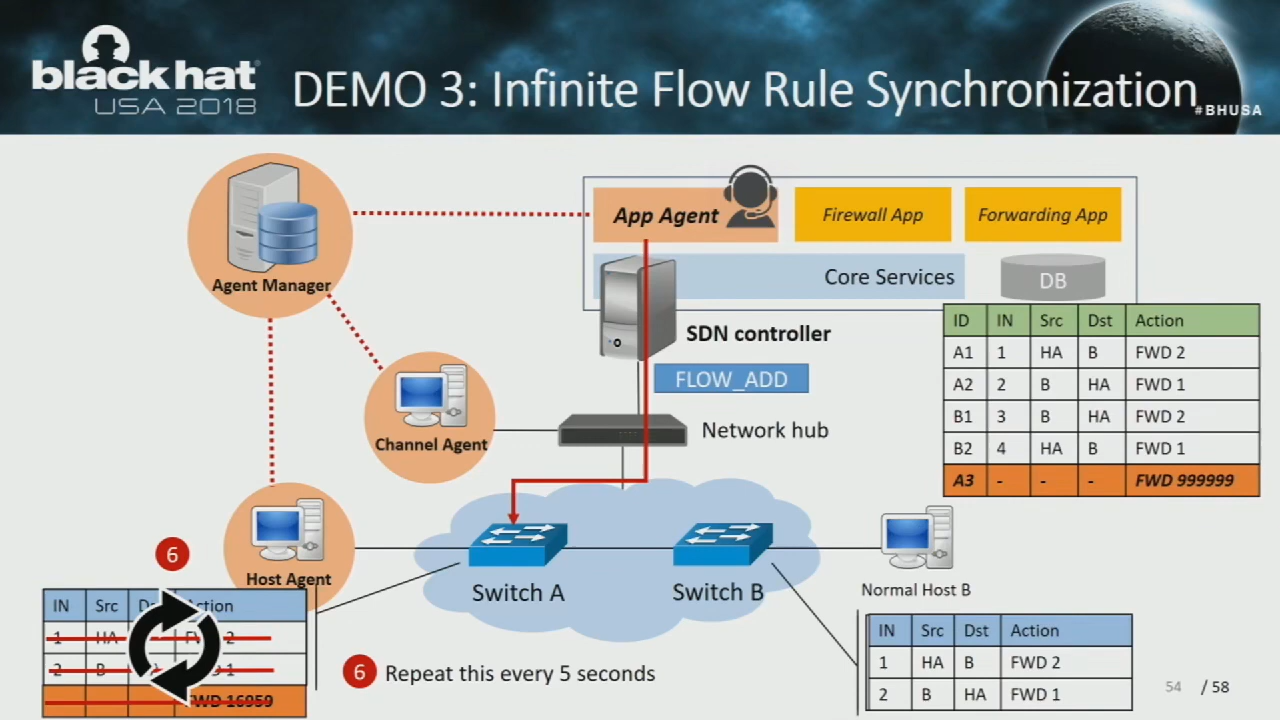 black hat
USA 2018
DEMO 3: Infinite Flow Rule Synchronization
#BHUSA
App Agent
Firewall App
Forwarding App
Core Services
DB
Agent Manager
SDN controller
FLOW_ADD
ID IN Src Dst Action
A1 1 HA B FWD 2
A2 2 B HA FWD 1
B1 3 B HA FWD 2
B2 4 HA B FWD 1
A3 - - - FWD 999999
Channel Agent
Network hub
Host Agent
Switch A
Switch B
Normal Host B
6
IN Src Action
1 HA 2
2 B 1
FWD 16959
6 Repeat this every 5 seconds
IN Src Dst Action
1 HA B FWD 2
2 B HA FWD 1
54 / 58